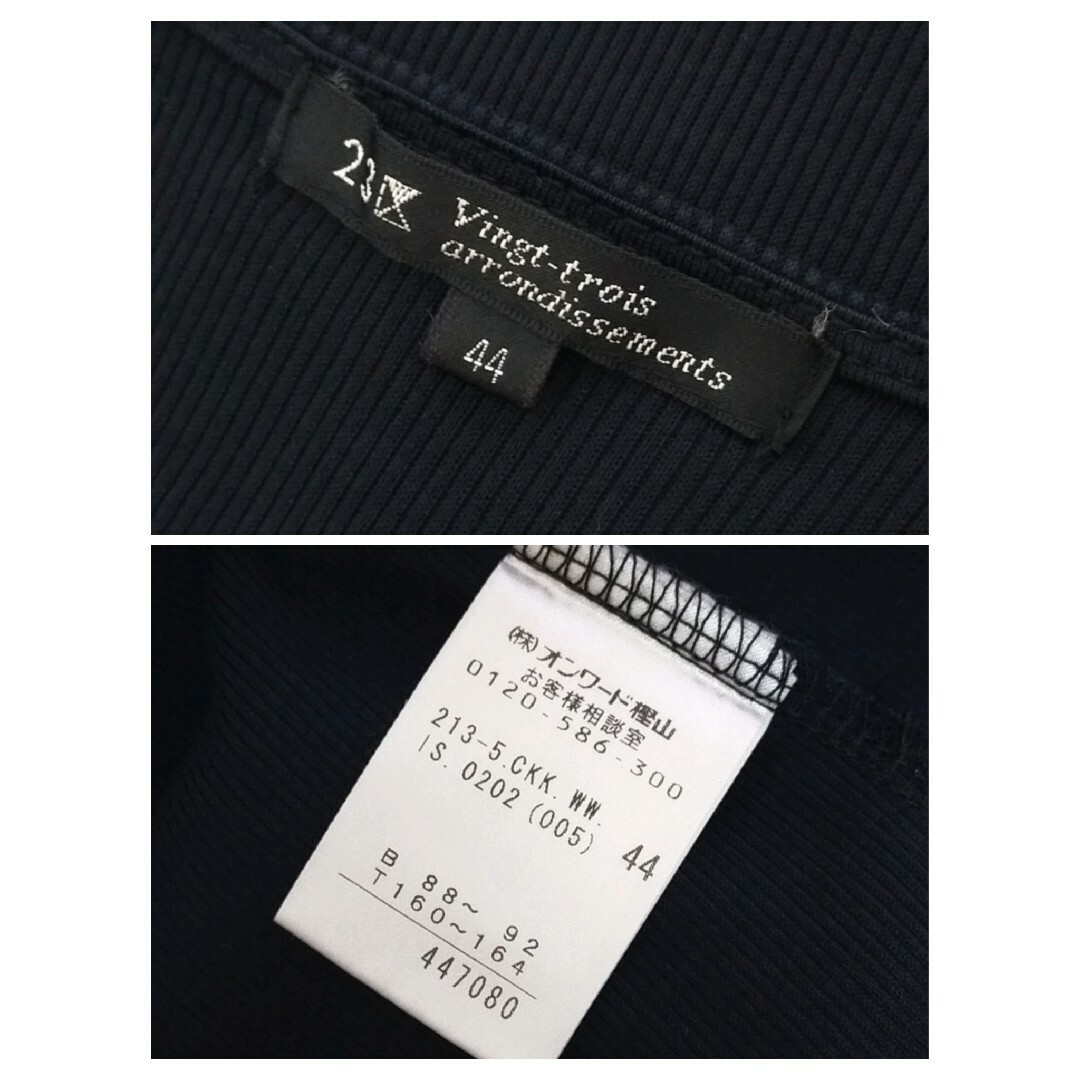 23区
Vingt-trois
arrondissements
44
(株)オンワード樫山
お客様相談室
0120-586-300
213-5.CKK.WW.
IS.0202(005) 44
B 88~ 92
T160~164
447080